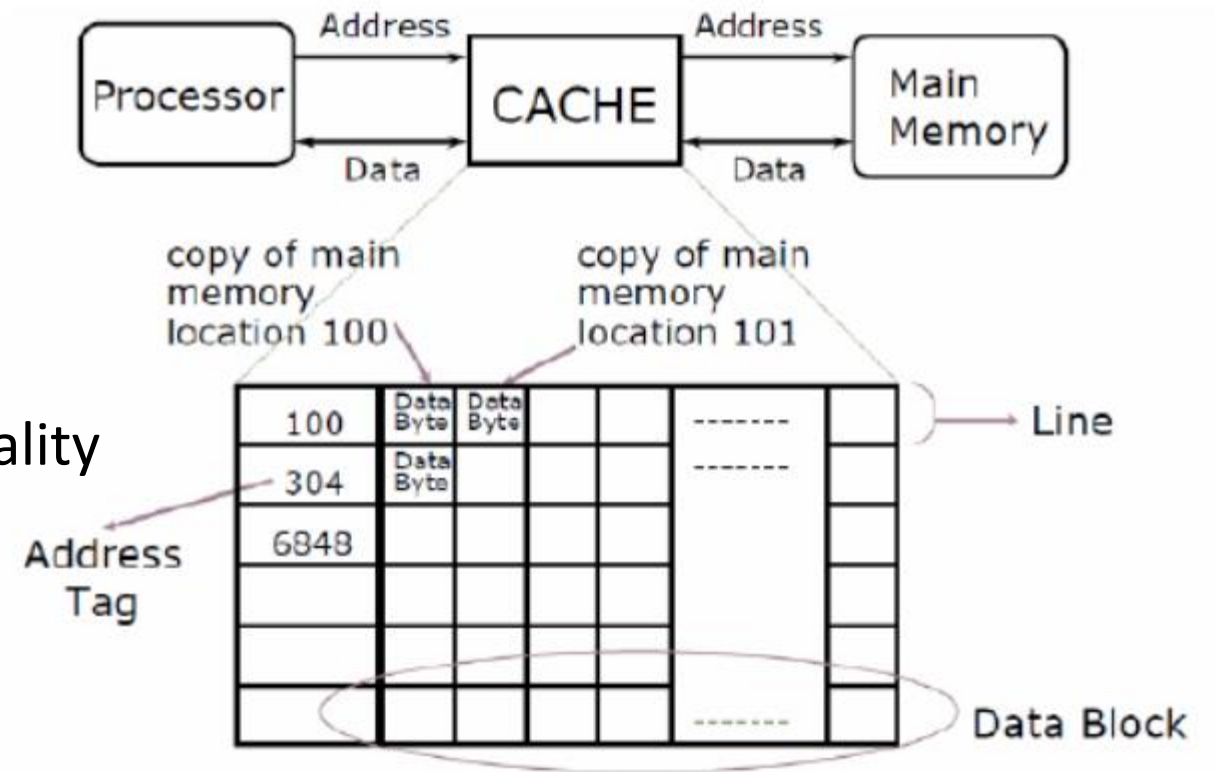 Address
Address
Processor
CACHE
Main
Memory
Data
Data
copy of main
memory
location 100
copy of main
memory
location 101
100
Data
Byte
Data
Byte
-------
Line
ality
304
Data
Byte
-------
Address
Tag
6848
-------
Data Block